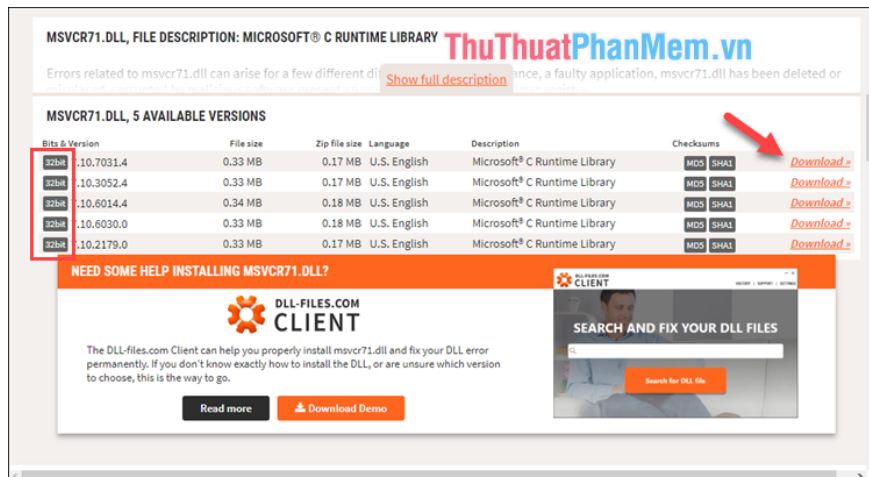 MSVCR71.DLL, FILE DESCRIPTION: MICROSOFT® C RUNTIME LIBRARY
ThuThuatPhanMem.vn
Errors related to msvcr71.dll can arise for a few different di
Show full description
ance, a faulty application, msvcr71.dll has been deleted or
MSVCR71.DLL, 5 AVAILABLE VERSIONS
Bits & Version File size Zip file size Language Description Checksums
32bit 7.10.7031.4 0.33 MB 0.17 MB U.S. English Microsoft® C Runtime Library MD5 SHA1 Download »
32bit 7.10.3052.4 0.33 MB 0.17 MB U.S. English Microsoft® C Runtime Library MD5 SHA1 Download »
32bit 7.10.6014.4 0.34 MB 0.18 MB U.S. English Microsoft® C Runtime Library MD5 SHA1 Download »
32bit 7.10.6030.0 0.33 MB 0.18 MB U.S. English Microsoft® C Runtime Library MD5 SHA1 Download »
32bit 7.10.2179.0 0.33 MB 0.17 MB U.S. English Microsoft® C Runtime Library MD5 SHA1 Download »
NEED SOME HELP INSTALLING MSVCR71.DLL?
DLL-FILES.COM
CLIENT
The DLL-files.com Client can help you properly install msvcr71.dll and fix your DLL error
permanently. If you don't know exactly how to install the DLL, or are unsure which version
to choose, this is the way to go.
Read more
Download Demo
DLL-FILES.COM
CLIENT
HISTORY | SUPPORT | SETTINGS
SEARCH AND FIX YOUR DLL FILES
Search for DLL file